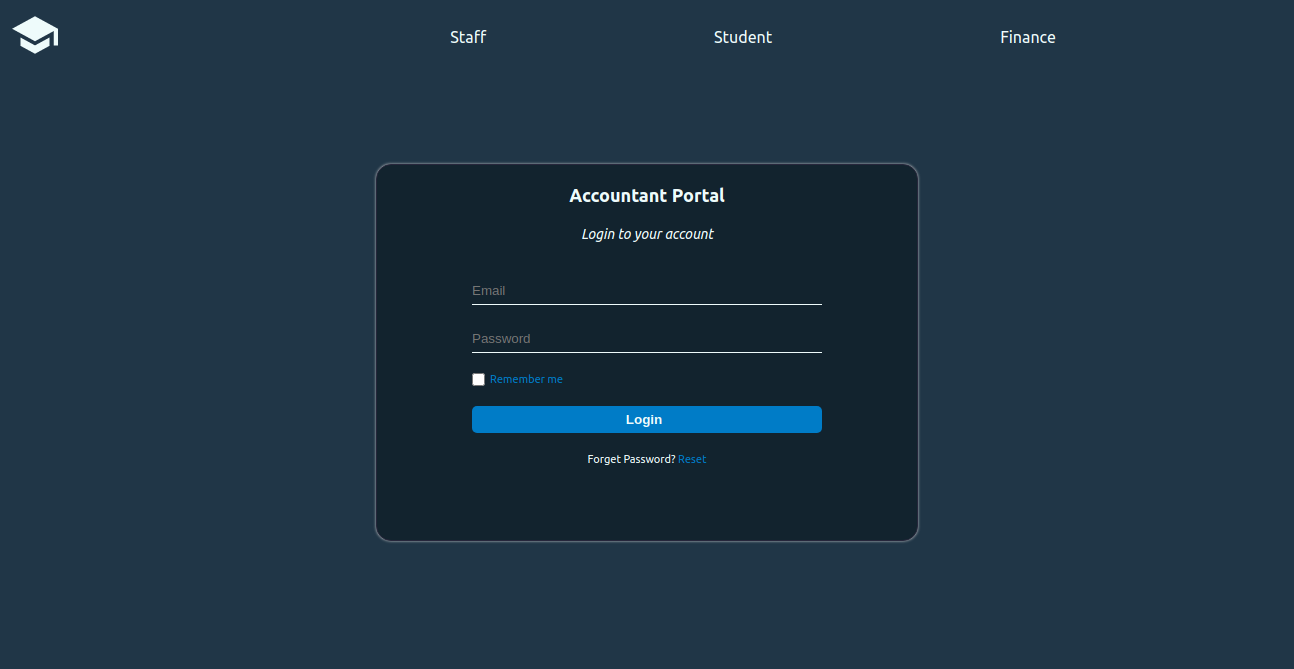 Staff Student Finance
Accountant Portal
Login to your account
Email
Password
Remember me
Login
Forget Password? Reset